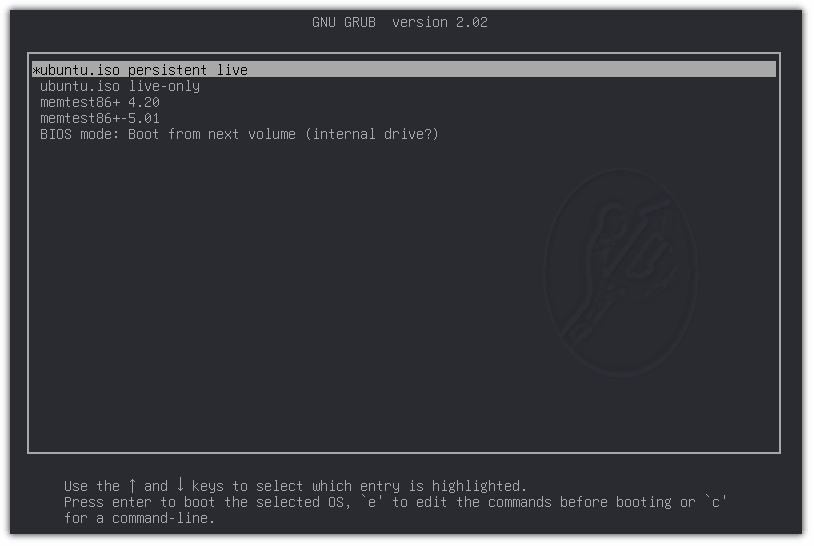 GNU GRUB  version 2.02
*ubuntu.iso persistent live
ubuntu.iso live-only
memtest86+ 4.20
memtest86+-5.01
BIOS mode: Boot from next volume (internal drive?)
Use the ↑ and ↓ keys to select which entry is highlighted.
Press enter to boot the selected OS, `e' to edit the commands before booting or `c'
for a command-line.